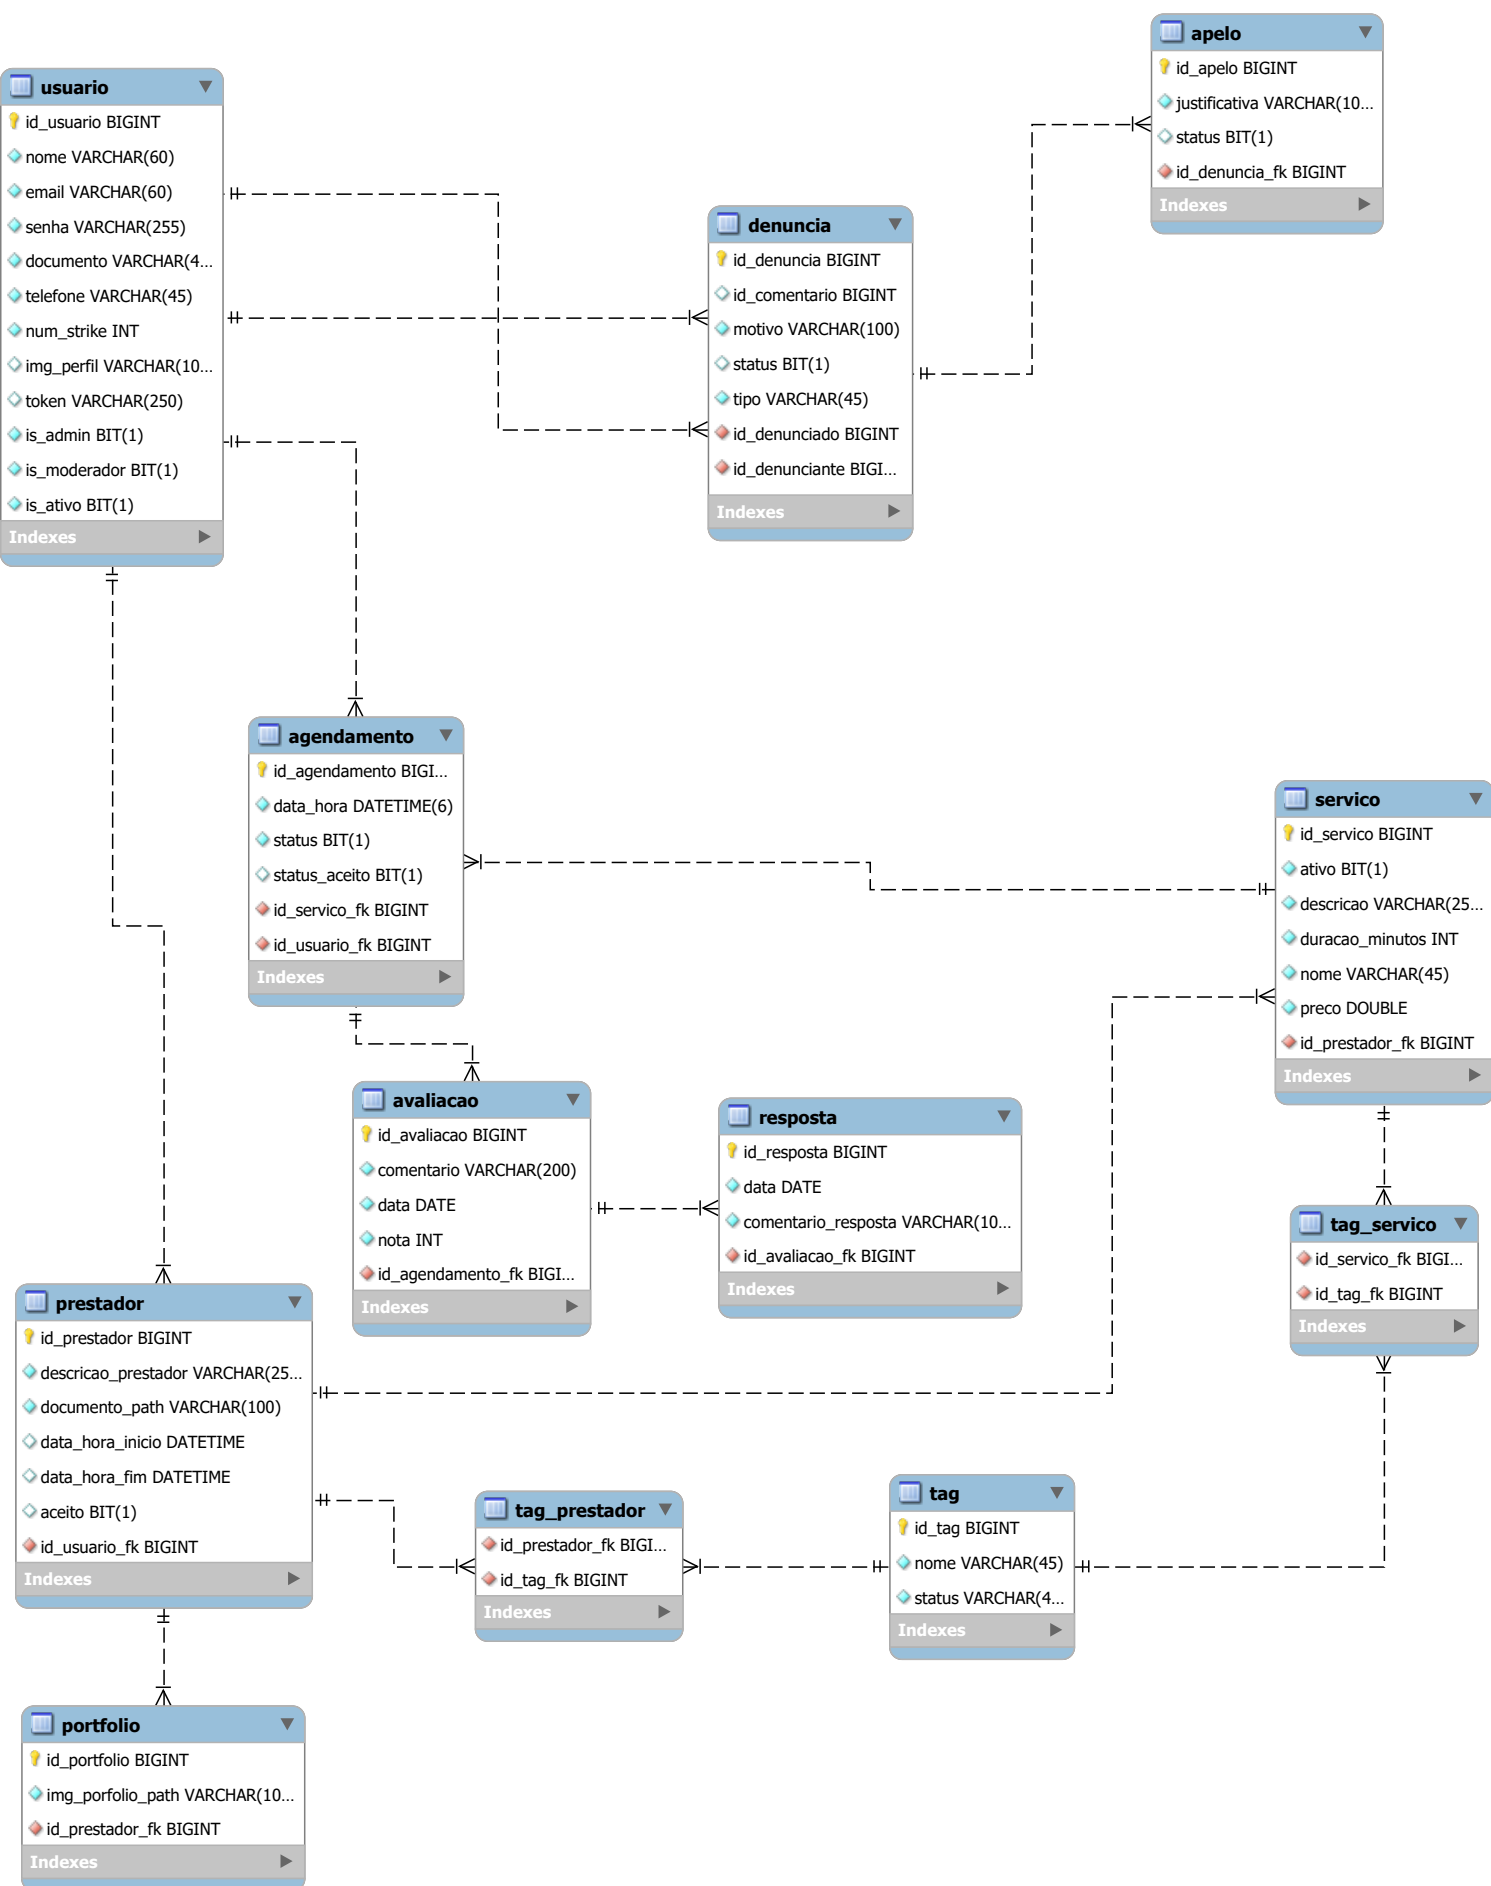 apelo
id_apelo BIGINT
justificativa VARCHAR(10...
status BIT(1)
id_denuncia_fk BIGINT
Indexes
usuario
id_usuario BIGINT
nome VARCHAR(60)
email VARCHAR(60)
senha VARCHAR(255)
documento VARCHAR(4...
telefone VARCHAR(45)
num_strike INT
img_perfil VARCHAR(10...
token VARCHAR(250)
is_admin BIT(1)
is_moderador BIT(1)
is_ativo BIT(1)
Indexes
denuncia
id_denuncia BIGINT
id_comentario BIGINT
motivo VARCHAR(100)
status BIT(1)
tipo VARCHAR(45)
id_denunciado BIGINT
id_denunciante BIGI...
Indexes
agendamento
id_agendamento BIGI...
data_hora DATETIME(6)
status BIT(1)
status_aceito BIT(1)
id_servico_fk BIGINT
id_usuario_fk BIGINT
Indexes
servico
id_servico BIGINT
ativo BIT(1)
descricao VARCHAR(25...
duracao_minutos INT
nome VARCHAR(45)
preco DOUBLE
id_prestador_fk BIGINT
Indexes
avaliacao
id_avaliacao BIGINT
comentario VARCHAR(200)
data DATE
nota INT
id_agendamento_fk BIGI...
Indexes
resposta
id_resposta BIGINT
data DATE
comentario_resposta VARCHAR(10...
id_avaliacao_fk BIGINT
Indexes
tag_servico
id_servico_fk BIGI...
id_tag_fk BIGINT
Indexes
prestador
id_prestador BIGINT
descricao_prestador VARCHAR(25...
documento_path VARCHAR(100)
data_hora_inicio DATETIME
data_hora_fim DATETIME
aceito BIT(1)
id_usuario_fk BIGINT
Indexes
tag_prestador
id_prestador_fk BIGI...
id_tag_fk BIGINT
Indexes
tag
id_tag BIGINT
nome VARCHAR(45)
status VARCHAR(4...
Indexes
portfolio
id_portfolio BIGINT
img_porfolio_path VARCHAR(10...
id_prestador_fk BIGINT
Indexes